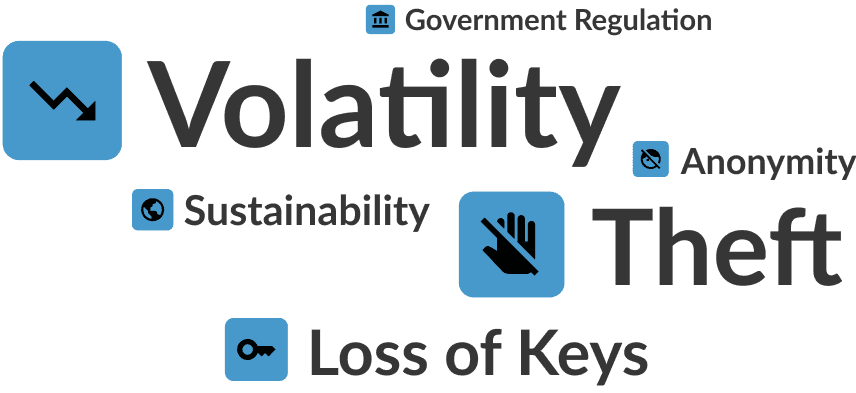 Government Regulation
Volatility
Anonymity
Sustainability
Theft
Loss of Keys